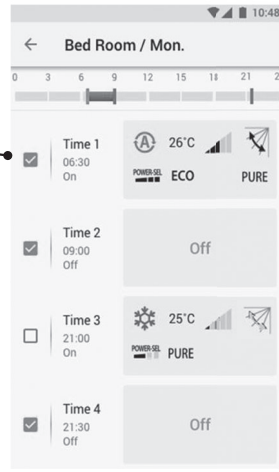 10:48
Bed Room / Mon.
0 3 6 9 12 15 18 21 2
Time 1
06:30
On
A 26°C
POWER-SEL ECO PURE
Time 2
09:00
Off
Off
Time 3
21:00
On
25°C
POWER-SEL PURE
Time 4
21:30
Off
Off